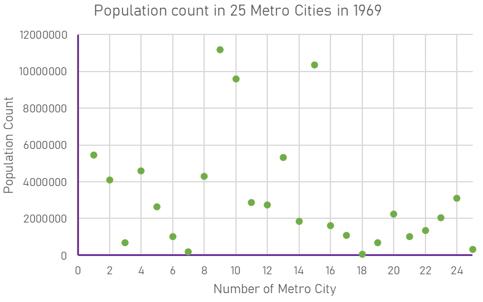 Population count in 25 Metro Cities in 1969
Population Count
12000000
10000000
8000000
6000000
4000000
2000000
0
0 2 4 6 8 10 12 14 16 18 20 22 24
Number of Metro City